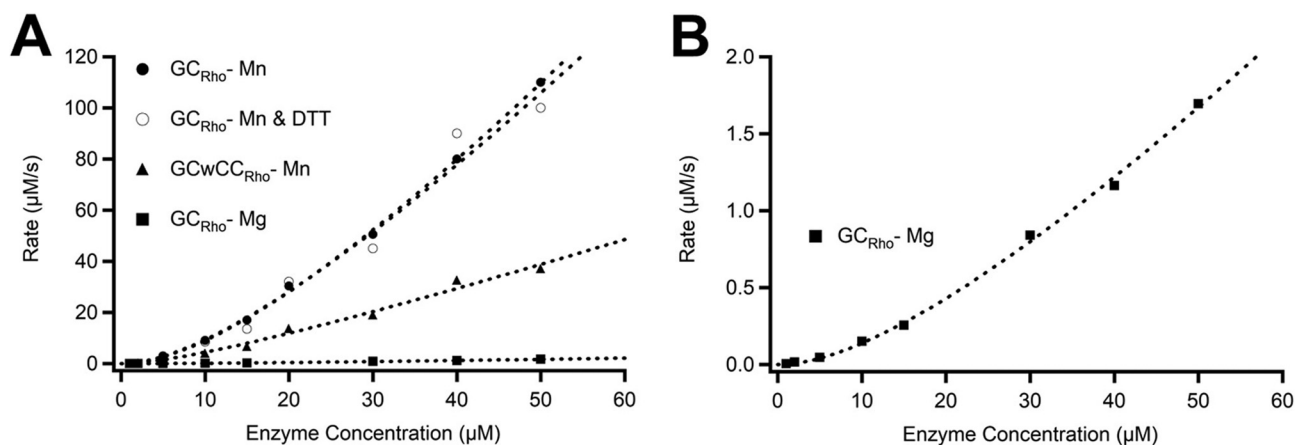 A
120
100
80
60
40
20
0
Rate (µM/s)
GCRho- Mn
GCRho- Mn & DTT
GCwCCRho- Mn
GCRho- Mg
0 10 20 30 40 50 60
Enzyme Concentration (µM)
B
2.0
1.5
1.0
0.5
0.0
Rate (µM/s)
GCRho- Mg
0 10 20 30 40 50 60
Enzyme Concentration (µM)